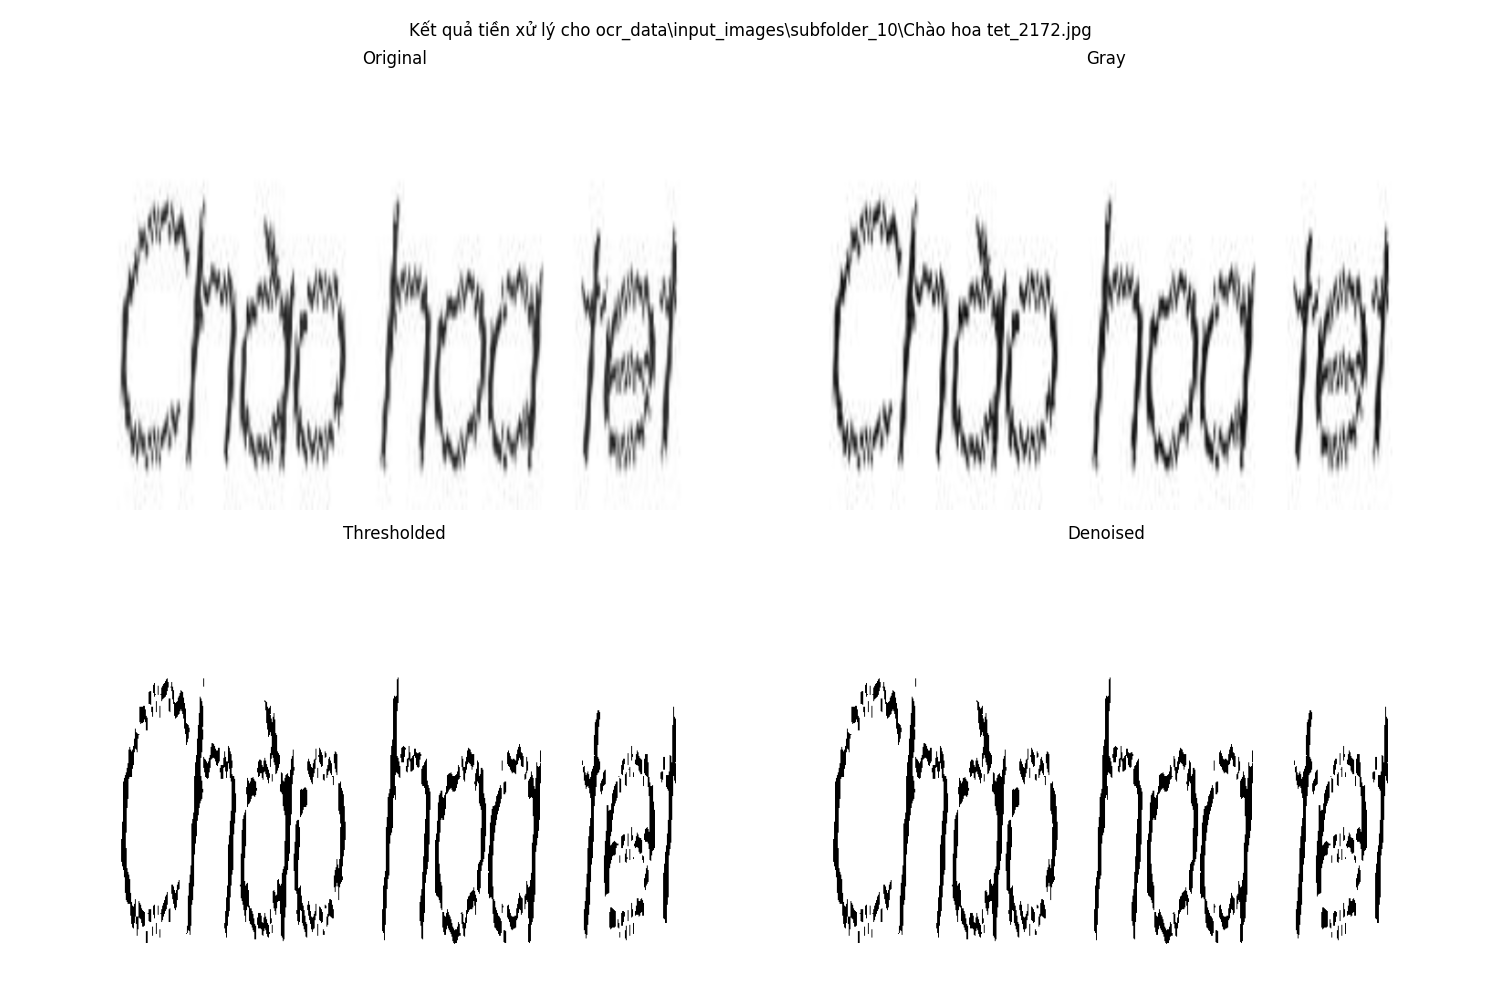 Kết quả tiền xử lý cho ocr_data\input_images\subfolder_10\Chào hoa tet_2172.jpg
Original
Gray
Chào hoa tet
Chào hoa tet
Thresholded
Denoised
Chào hoa tet
Chào hoa tet